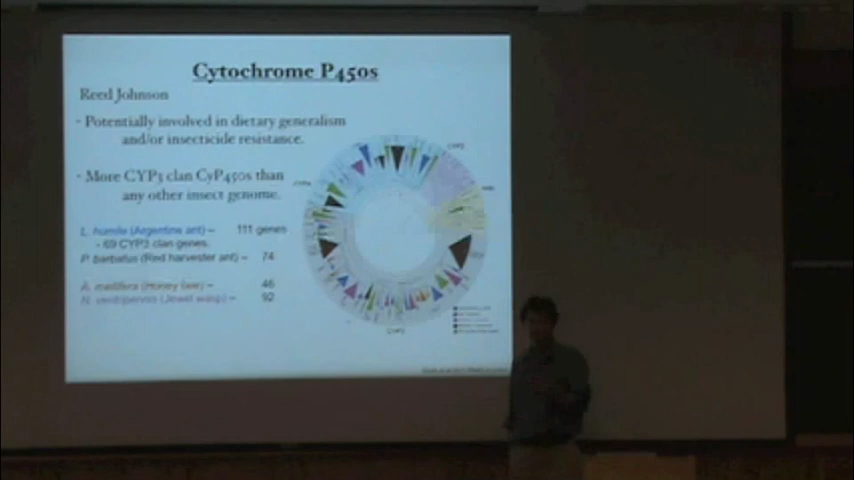 Cytochrome P450s
Reed Johnson
- Potentially involved in dietary generalism
and/or insecticide resistance.
- More CYP3 clan CyP450s than
any other insect genome.
L. humile (Argentine ant) – 111 genes
- 69 CYP3 clan genes.
P. barbatus (Red harvester ant) – 74
A. mellifera (Honey bee) – 46
N. vitripennis (Jewel wasp) – 92